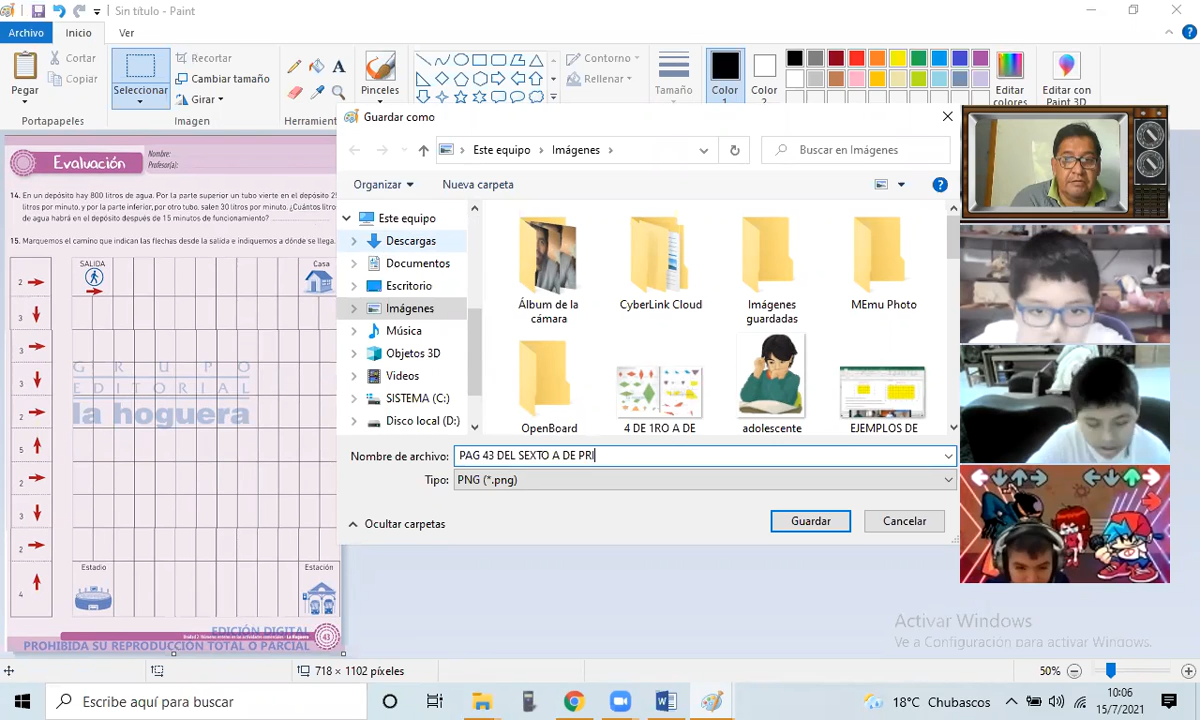 Sin título - Paint
Archivo
Inicio
Ver
Pegar
Cortar
Copiar
Portapapeles
Seleccionar
Recortar
Cambiar tamaño
Girar
Imagen
A
Herramient
Pinceles
Contorno
Rellenar
Tamaño
Color
1
Color
2
Editar
colores
Editar con
Paint 3D
Evaluación
Nombre:
Profesor(a):
14. En un depósito hay 800 litros de agua. Por la parte superior un tubo vierte en el depósito 25
litros por minuto, y por la parte inferior, por otro tubo, salen 30 litros por minuto. ¿Cuántos litro
de agua habrá en el depósito después de 15 minutos de funcionamiento?
15. Marquemos el camino que indican las flechas desde la salida e indiquemos a dónde se llega.
SALIDA
Casa
2
3
3
3
2
5
3
2
4
GRUPO
EDITORIAL
la hoguera
Estadio
Estación
EDICIÓN DIGITAL
43
PROHIBIDA SU REPRODUCCIÓN TOTAL O PARCIAL
Guardar como
Este equipo
Imágenes
Buscar en Imágenes
Organizar
Nueva carpeta
Este equipo
Descargas
Documentos
Escritorio
Imágenes
Música
Objetos 3D
Videos
SISTEMA (C:)
Disco local (D:)
Álbum de la
cámara
CyberLink Cloud
Imágenes
guardadas
MEmu Photo
OpenBoard
4 DE 1RO A DE
adolescente
EJEMPLOS DE
Nombre de archivo:
PAG 43 DEL SEXTO A DE PRI
Tipo:
PNG (*.png)
Ocultar carpetas
Guardar
Cancelar
Activar Windows
Ve a Configuración para activar Windows.
718 × 1102 píxeles
50%
Escribe aquí para buscar
18°C Chubascos
10:06
15/7/2021